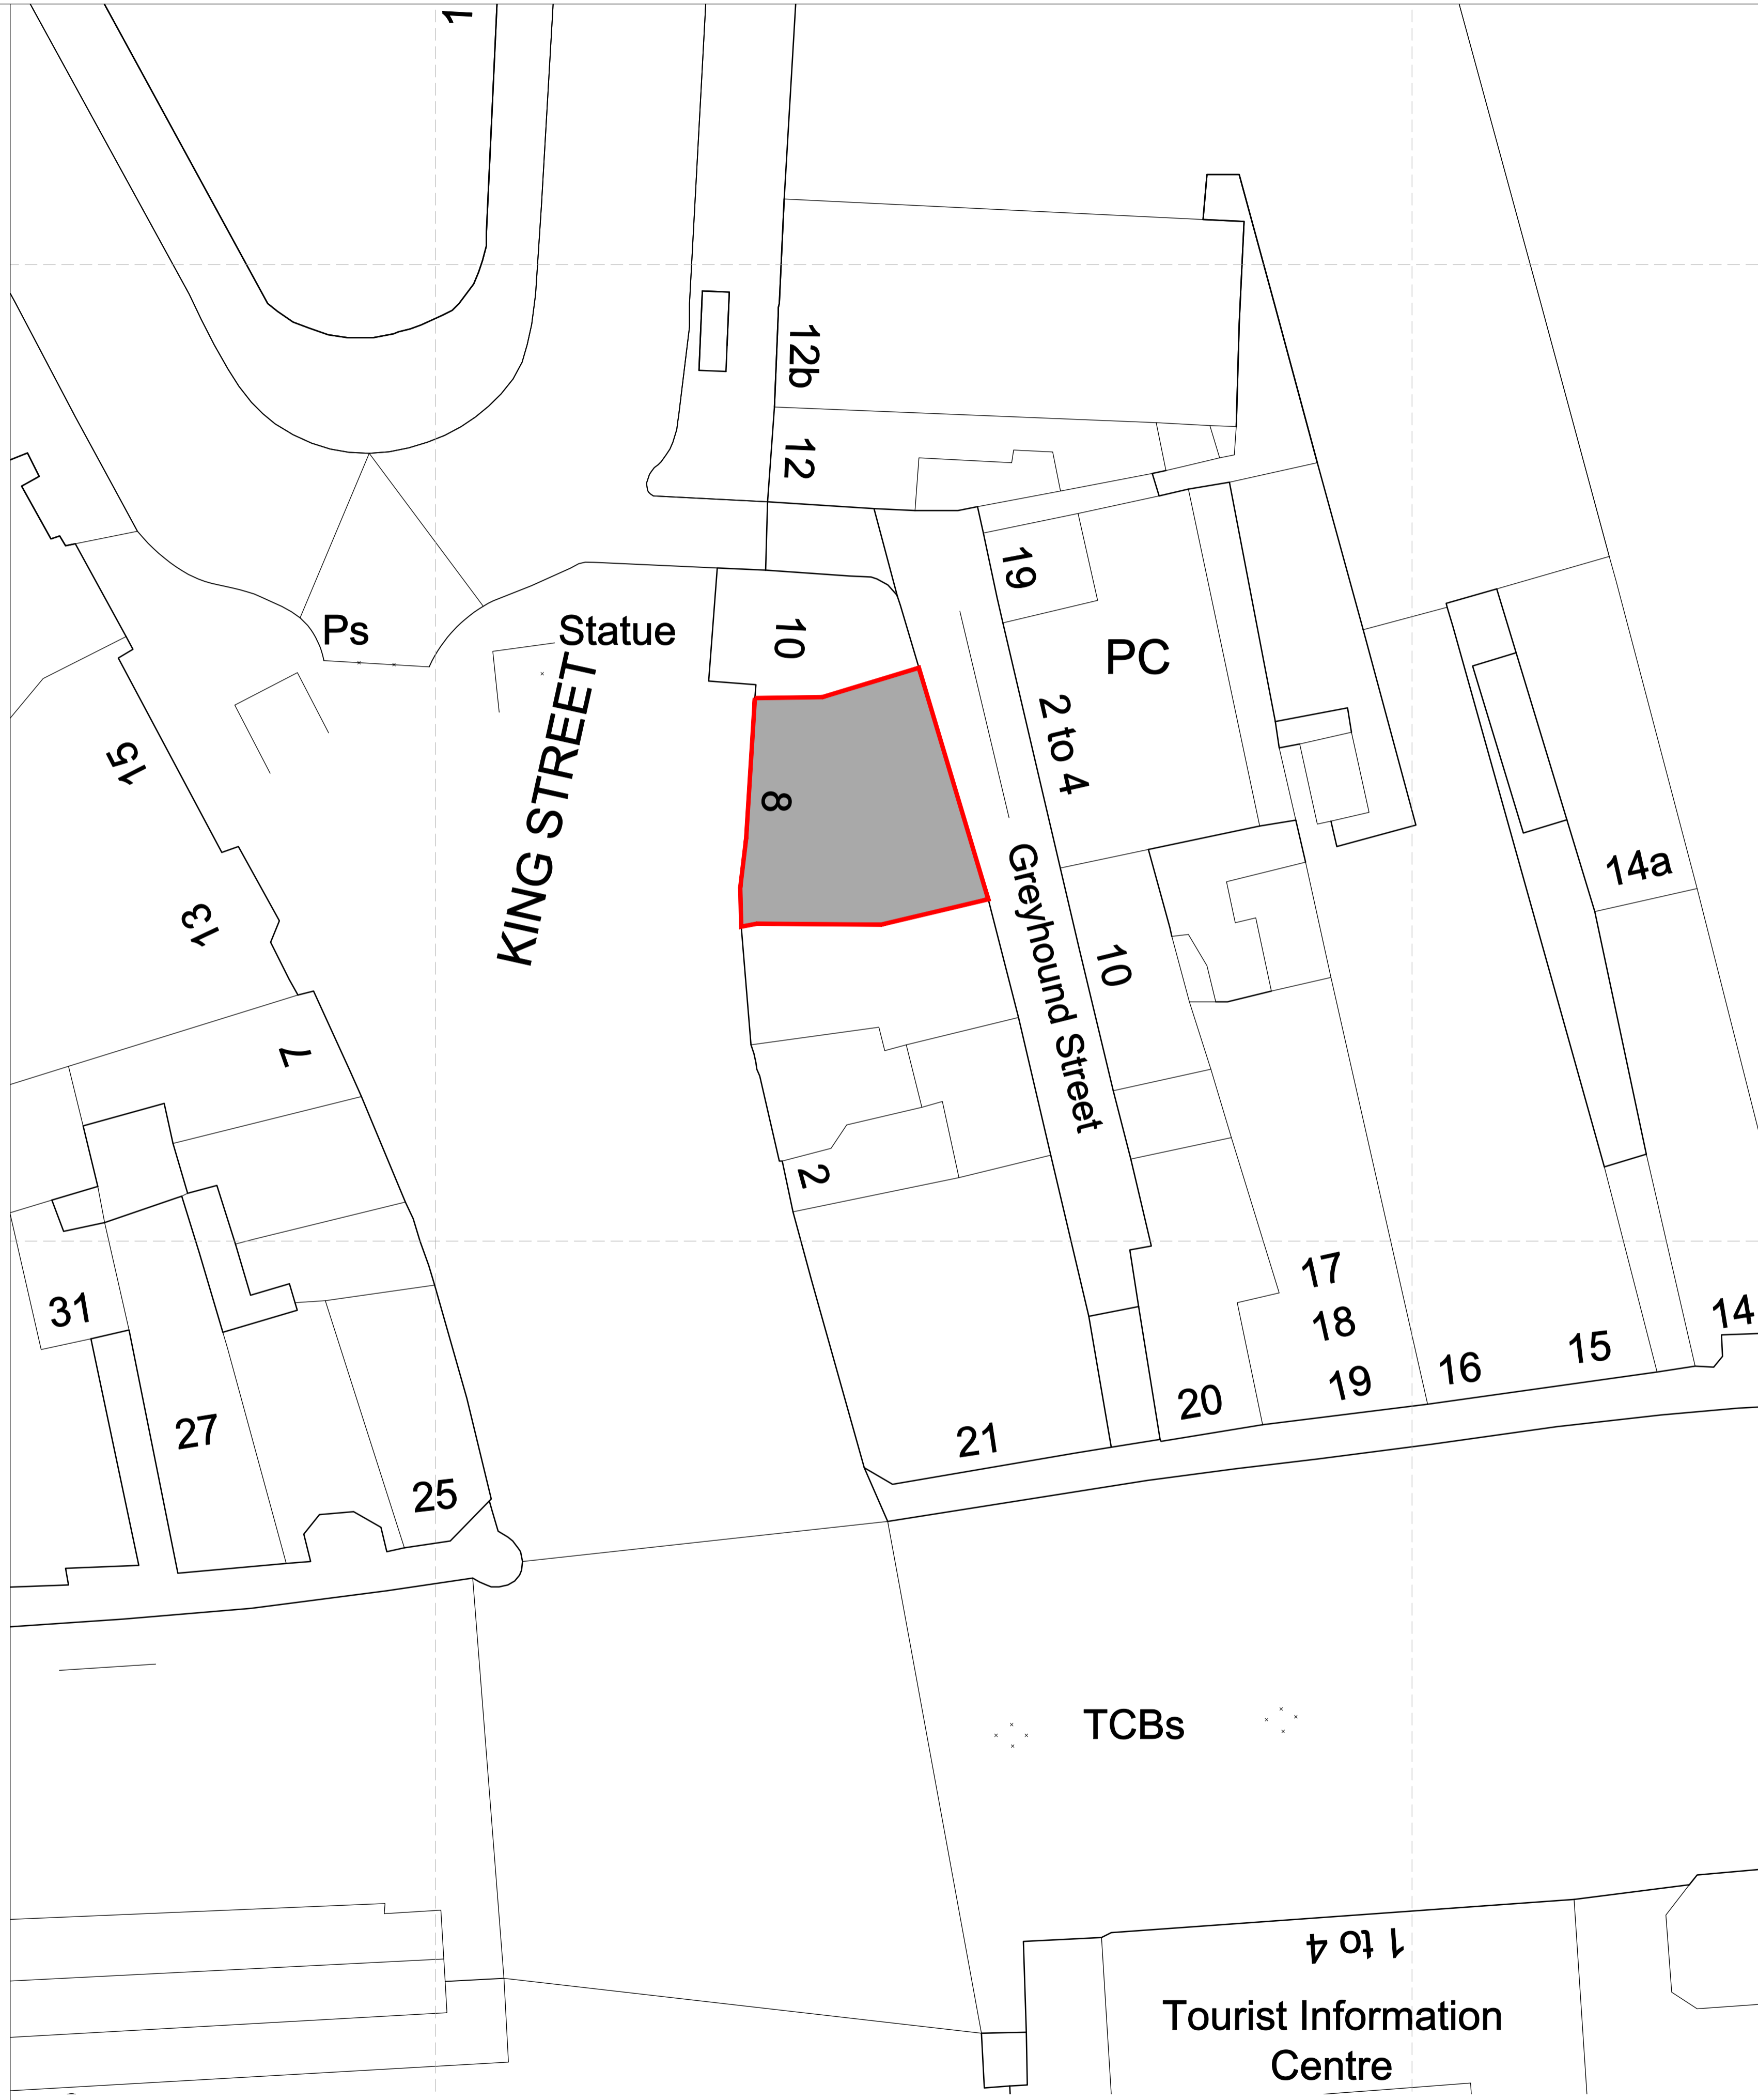 1
12b
12
19
Ps
Statue
10
PC
2 to 4
15
8
KING STREET
14a
13
Greyhound Street
10
7
2
17
31
18
14
15
16
19
20
27
21
25
TCBs
1 to 4
Tourist Information
Centre